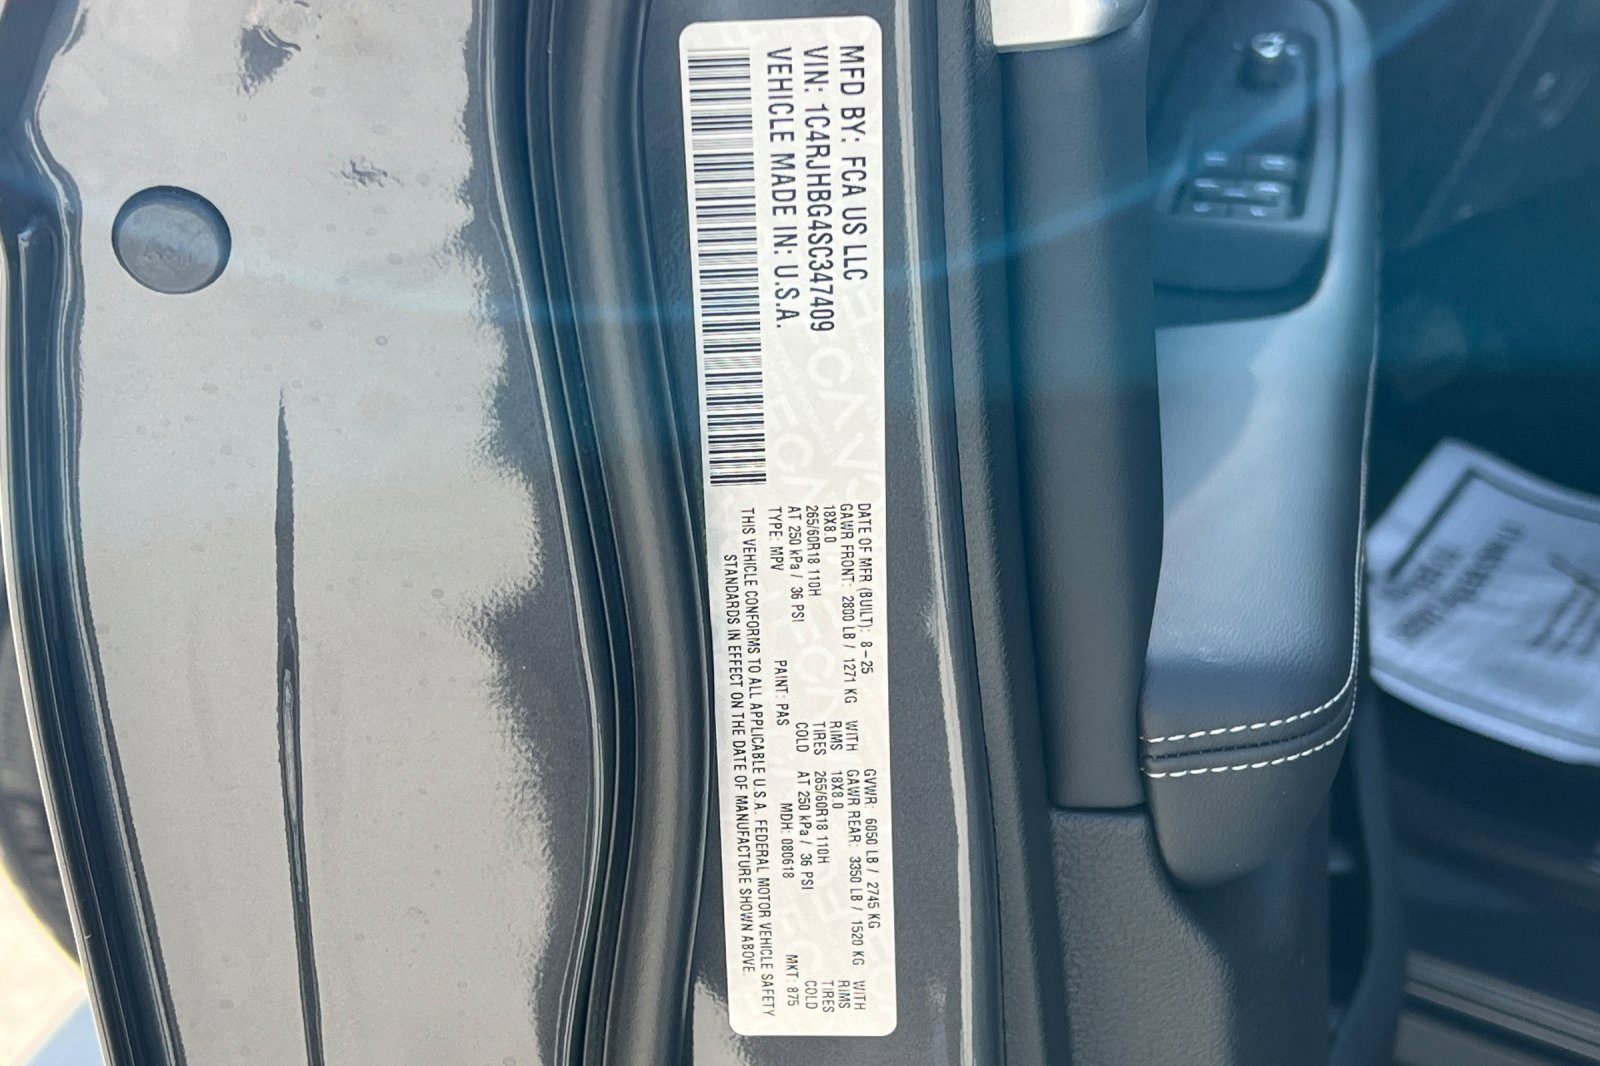 MFD BY: FCA US LLC
VIN: 1C4RJHBG4SC347409
VEHICLE MADE IN: U.S.A.
DATE OF MFR (BUILT): 8-25 GVWR: 6050 LB / 2745 KG
GAWR FRONT: 2800 LB / 1271 KG WITH GAWR REAR: 3350 LB / 1520 KG WITH
18X8.0 RIMS 18X8.0 RIMS
265/60R18 110H TIRES 265/60R18 110H TIRES
AT 250 kPa / 36 PSI COLD AT 250 kPa / 36 PSI COLD
TYPE: MPV PAINT: PAS MDH: 080618 MKT: 875
THIS VEHICLE CONFORMS TO ALL APPLICABLE U.S.A. FEDERAL MOTOR VEHICLE SAFETY
STANDARDS IN EFFECT ON THE DATE OF MANUFACTURE SHOWN ABOVE.